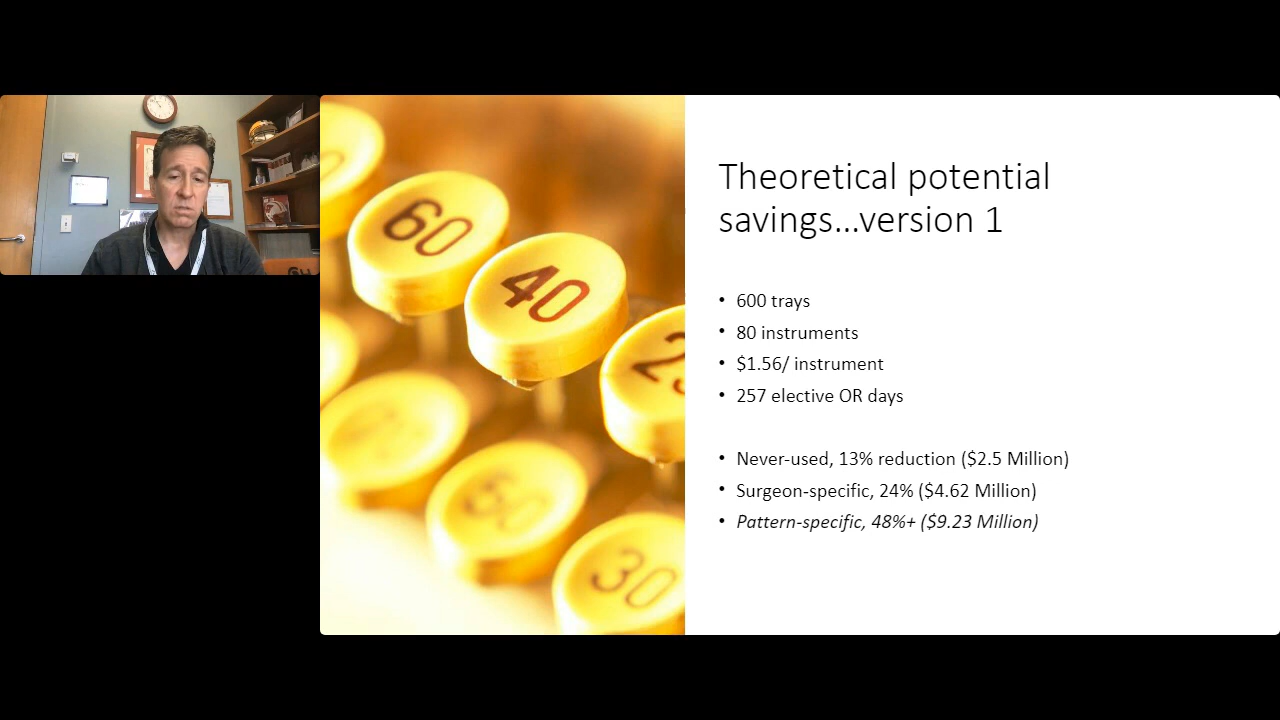 60
40
30
Theoretical potential
savings...version 1
• 600 trays
• 80 instruments
• $1.56/ instrument
• 257 elective OR days
• Never-used, 13% reduction ($2.5 Million)
• Surgeon-specific, 24% ($4.62 Million)
• Pattern-specific, 48%+ ($9.23 Million)